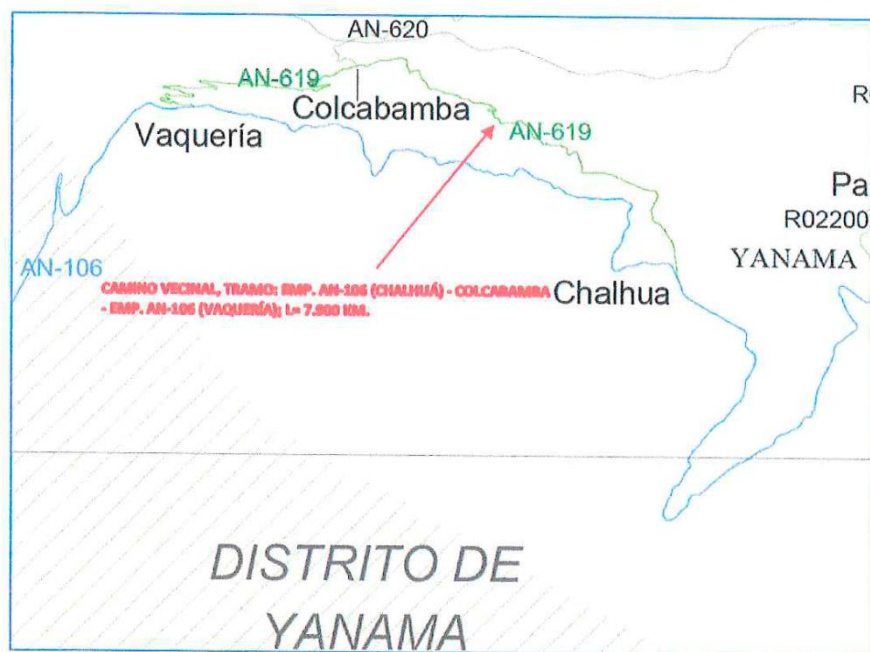 AN-620
AN-619
Colcabamba
Vaquería
AN-619
Pa
R02200
YANAMA
AN-106
CAMINO VECINAL, TRAMO: EMP. AN-106 (CHALHUÁ) - COLCABAMBA
- EMP. AN-106 (VAQUERÍA); L= 7.900 KM.
Chalhua
DISTRITO DE
YANAMA